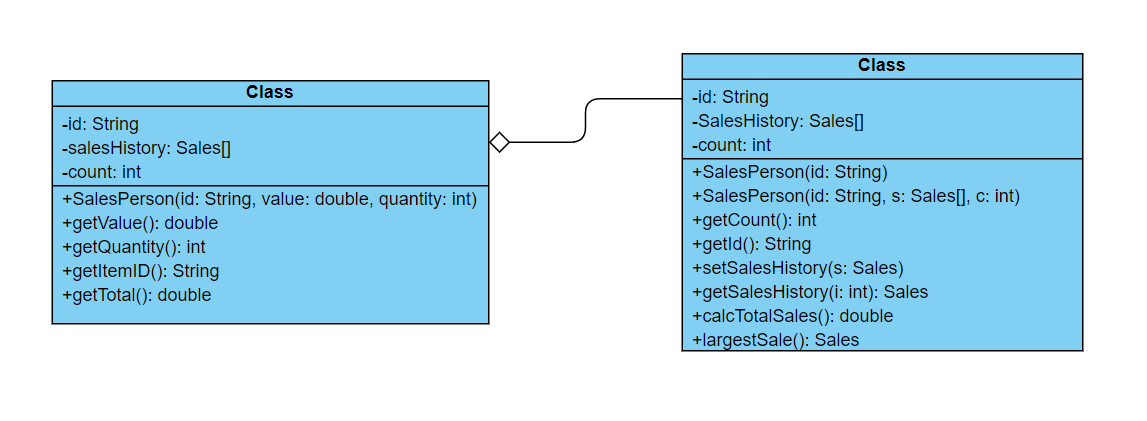 Class
-id: String
-salesHistory: Sales[]
-count: int
+SalesPerson(id: String, value: double, quantity: int)
+getValue(): double
+getQuantity(): int
+getItemID(): String
+getTotal(): double
Class
-id: String
-SalesHistory: Sales[]
-count: int
+SalesPerson(id: String)
+SalesPerson(id: String, s: Sales[], c: int)
+getCount(): int
+getId(): String
+setSalesHistory(s: Sales)
+getSalesHistory(i: int): Sales
+calcTotalSales(): double
+largestSale(): Sales